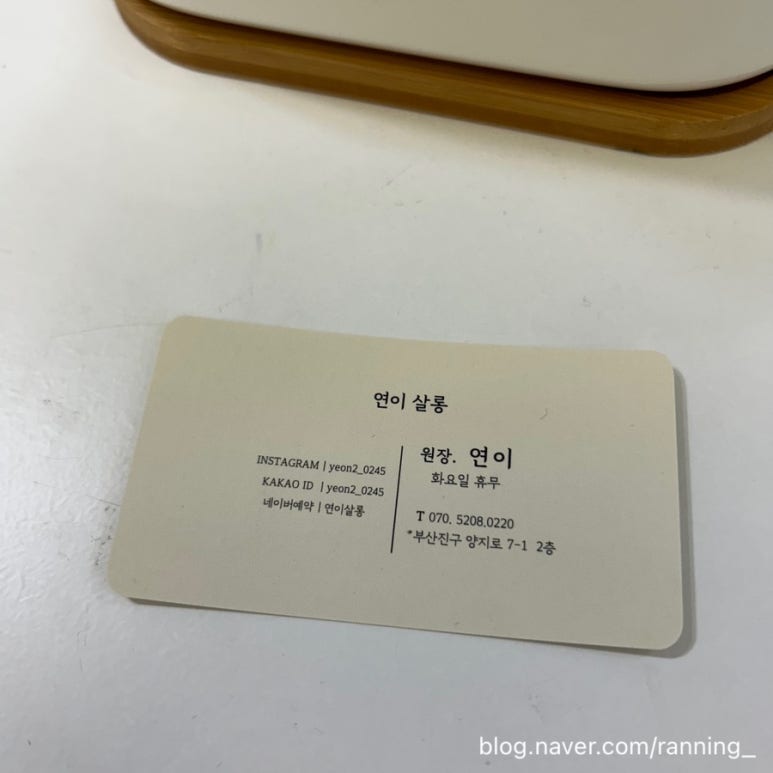 연이 살롱
INSTAGRAM | yeon2_0245
KAKAO ID | yeon2_0245
네이버예약 | 연이살롱
원장. 연이
화요일 휴무
T 070. 5208.0220
*부산진구 양지로 7-1 2층
blog.naver.com/ranning_